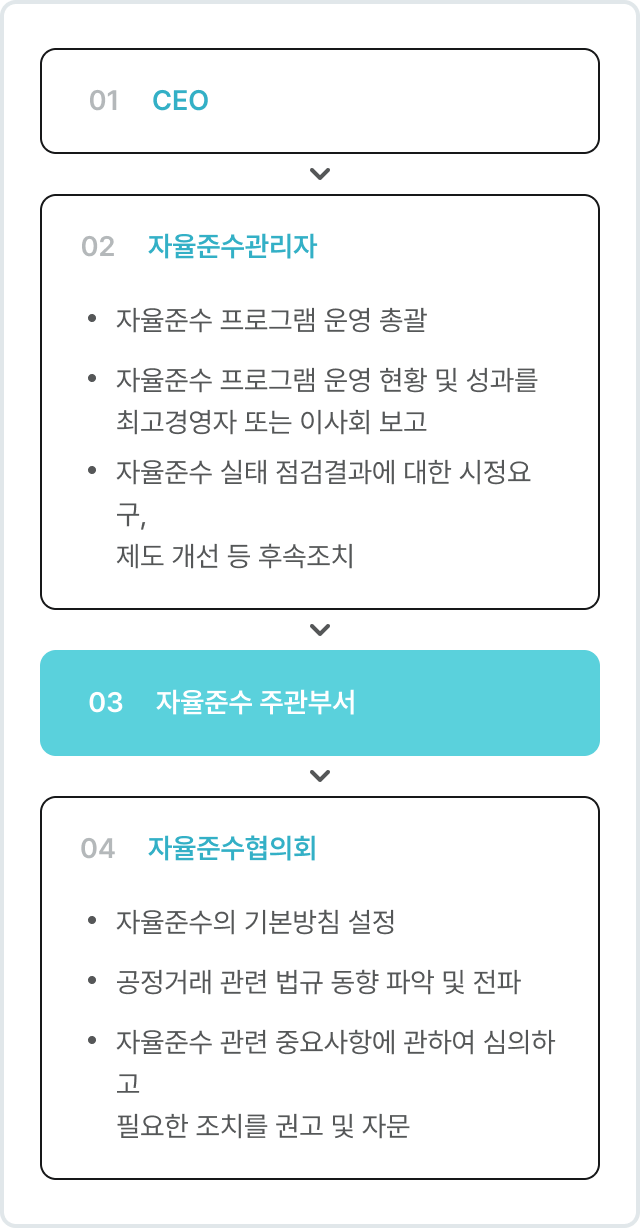 01 CEO
02 자율준수관리자
• 자율준수 프로그램 운영 총괄
• 자율준수 프로그램 운영 현황 및 성과를
최고경영자 또는 이사회 보고
• 자율준수 실태 점검결과에 대한 시정요
구,
제도 개선 등 후속조치
03 자율준수 주관부서
04 자율준수협의회
• 자율준수의 기본방침 설정
• 공정거래 관련 법규 동향 파악 및 전파
• 자율준수 관련 중요사항에 관하여 심의하
고
필요한 조치를 권고 및 자문